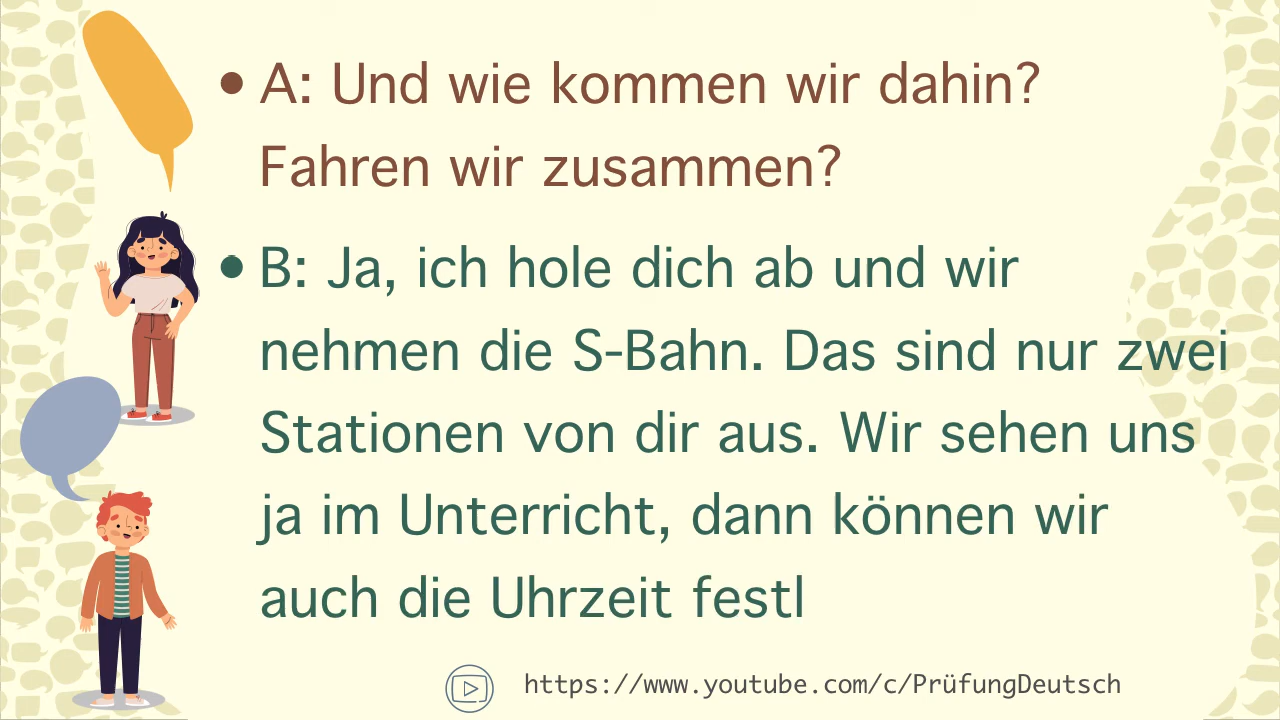 • A: Und wie kommen wir dahin?
Fahren wir zusammen?
• B: Ja, ich hole dich ab und wir
nehmen die S-Bahn. Das sind nur zwei
Stationen von dir aus. Wir sehen uns
ja im Unterricht, dann können wir
auch die Uhrzeit festl
https://www.youtube.com/c/PrüfungDeutsch